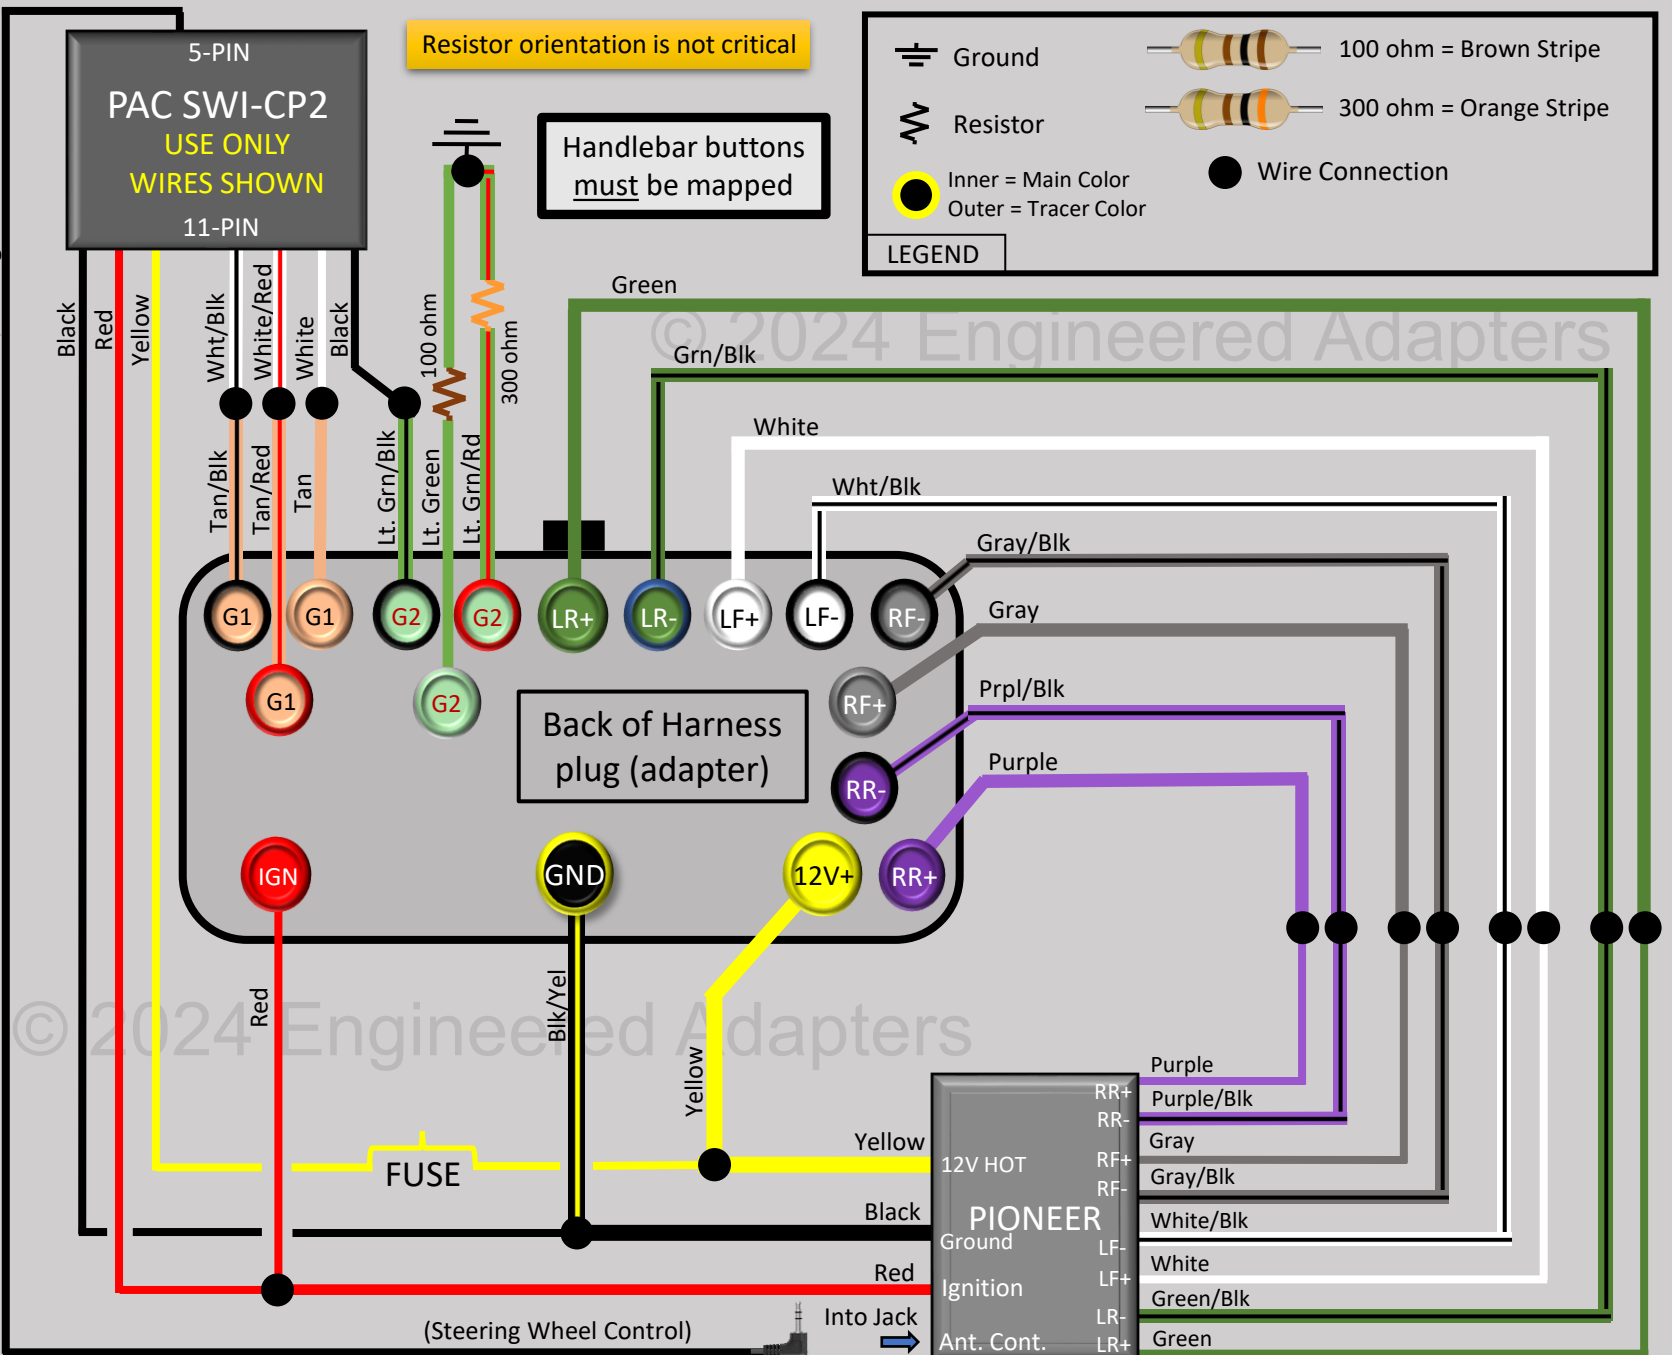 5-PIN
PAC SWI-CP2
USE ONLY
WIRES SHOWN
11-PIN
Resistor orientation is not critical
Handlebar buttons
must be mapped
Ground
Resistor
Inner = Main Color
Outer = Tracer Color
100 ohm = Brown Stripe
300 ohm = Orange Stripe
Wire Connection
LEGEND
Black
Red
Yellow
Wht/Blk
White/Red
White
Black
100 ohm
300 ohm
Tan/Blk
Tan/Red
Tan
Lt. Grn/Blk
Lt. Green
Lt. Grn/Rd
Green
© 2024 Engineered Adapters
Grn/Blk
White
Wht/Blk
Gray/Blk
Gray
Prpl/Blk
Purple
G1
G1
G2
G2
LR+
LR-
LF+
LF-
RF-
G1
G2
RF+
RR-
Back of Harness
plug (adapter)
IGN
GND
12V+
RR+
Red
Blk/Yel
Yellow
© 2024 Engineered Adapters
FUSE
Yellow
Black
Red
(Steering Wheel Control)
Into Jack
12V HOT
PIONEER
Ground
Ignition
Ant. Cont.
RR+
RR-
RF+
RF-
LF-
LF+
LR-
LR+
Purple
Purple/Blk
Gray
Gray/Blk
White/Blk
White
Green/Blk
Green